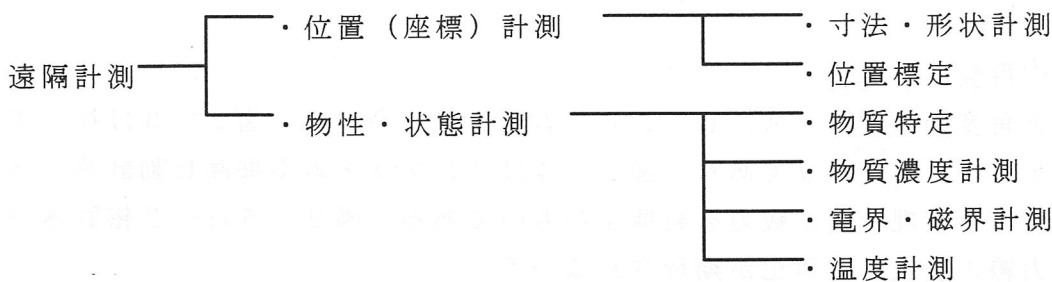 ・位置（座標）計測 ・寸法・形状計測
遠隔計測 ・位置標定
・物性・状態計測 ・物質特定
・物質濃度計測
・電界・磁界計測
・温度計測